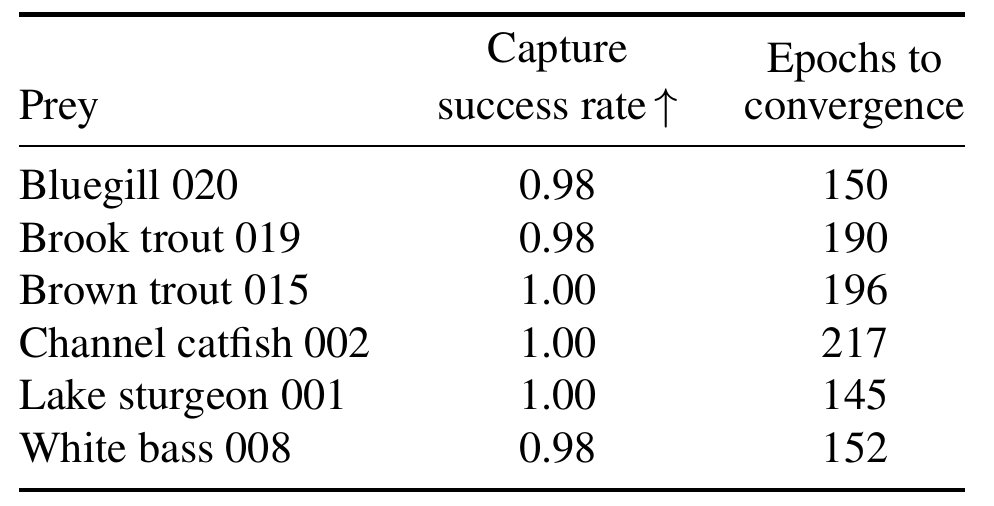 Prey Capture success rate ↑ Epochs to convergence
Bluegill 020 0.98 150
Brook trout 019 0.98 190
Brown trout 015 1.00 196
Channel catfish 002 1.00 217
Lake sturgeon 001 1.00 145
White bass 008 0.98 152